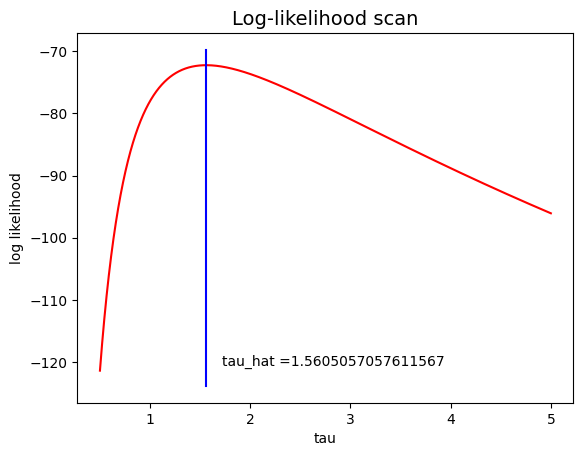 Log-likelihood scan
−70
−80
−90
−100
−110
−120
log likelihood
tau_hat =1.5605057057611567
1 2 3 4 5
tau